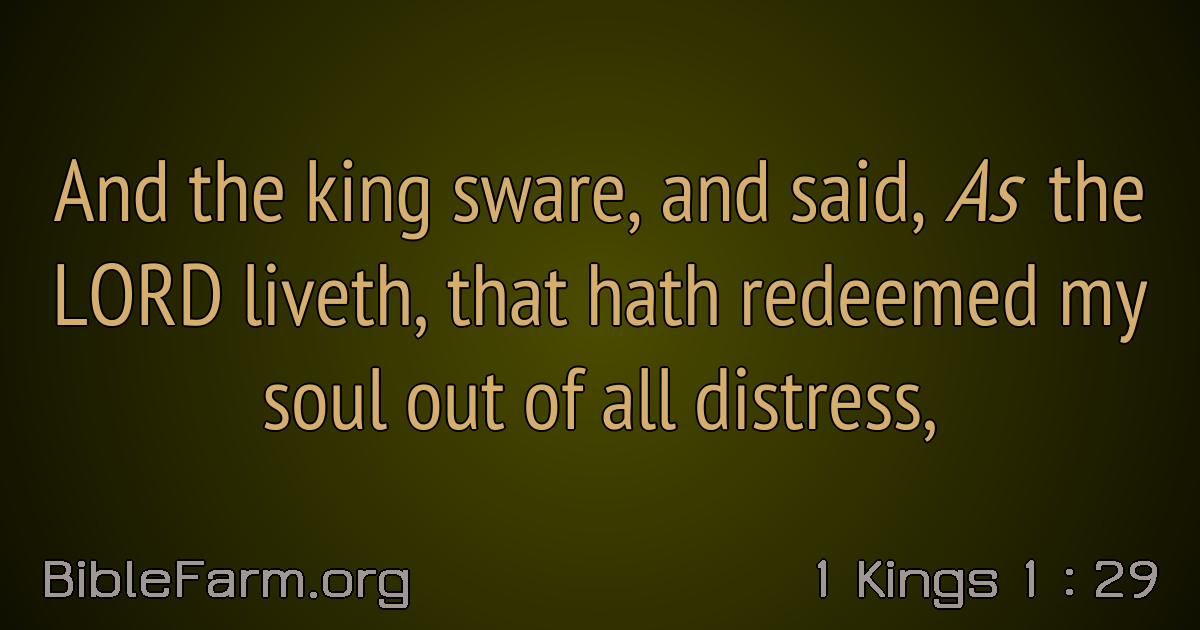 And the king sware, and said, As the
LORD liveth, that hath redeemed my
soul out of all distress,
BibleFarm.org
1 Kings 1 : 29